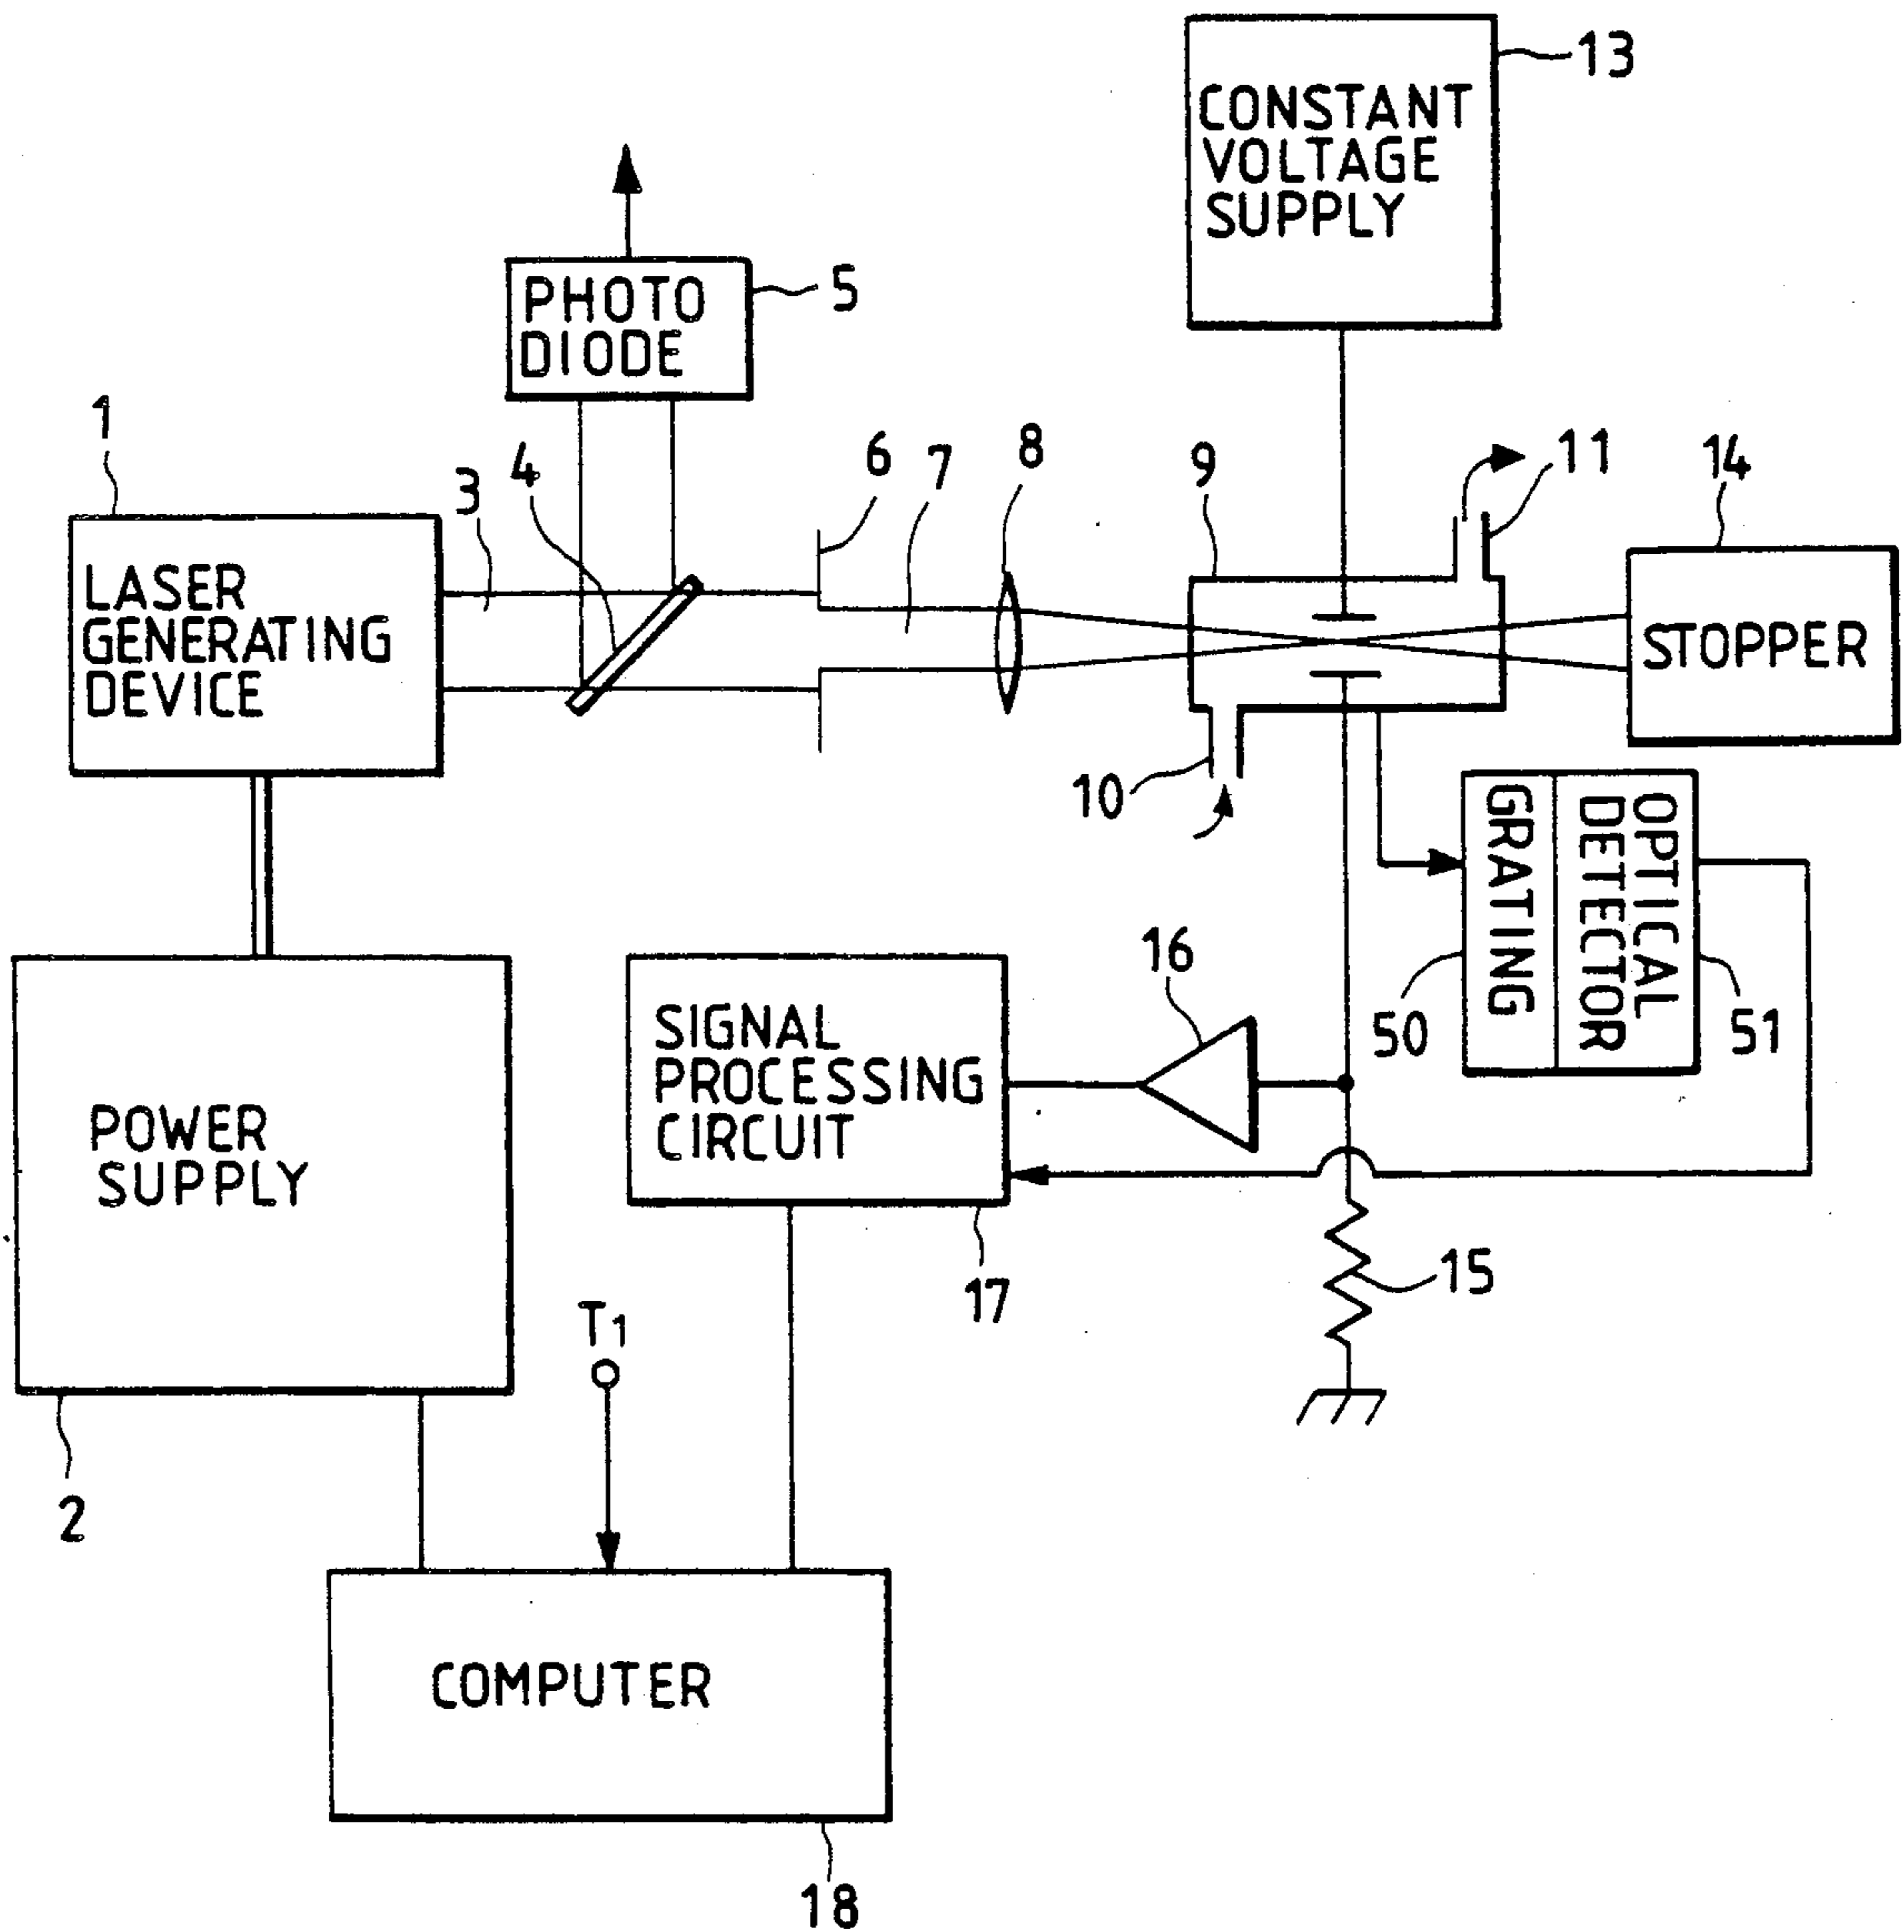 13
CONSTANT
VOLTAGE
SUPPLY
PHOTO
DIODE
5
1
3
4
6
7
8
9
11
14
LASER
GENERATING
DEVICE
STOPPER
10
GRATING
OPTICAL
DETECTOR
50
51
16
SIGNAL
PROCESSING
CIRCUIT
POWER
SUPPLY
17
15
T1
2
COMPUTER
18